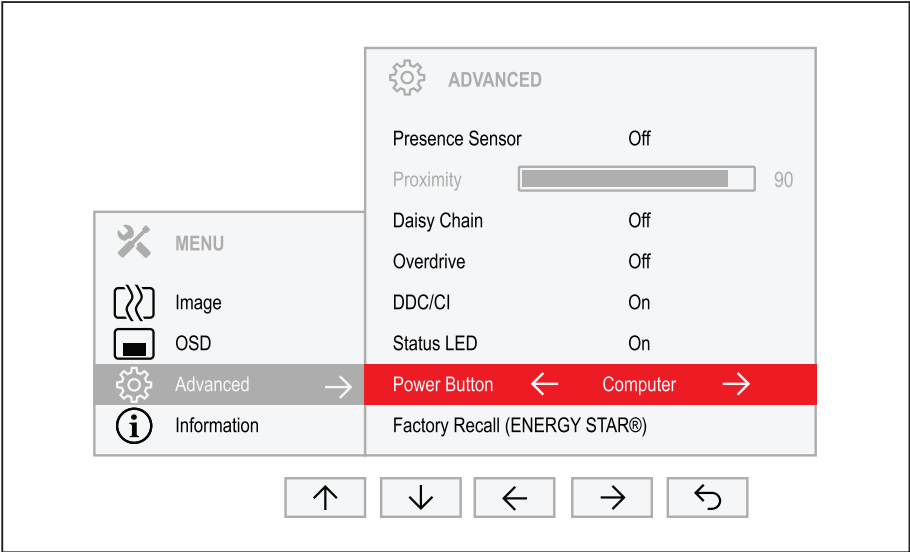 ADVANCED
Presence Sensor Off
Proximity 90
Daisy Chain Off
Overdrive Off
DDC/CI On
Status LED On
Power Button ← Computer →
Factory Recall (ENERGY STAR®)
MENU
Image
OSD
Advanced →
Information